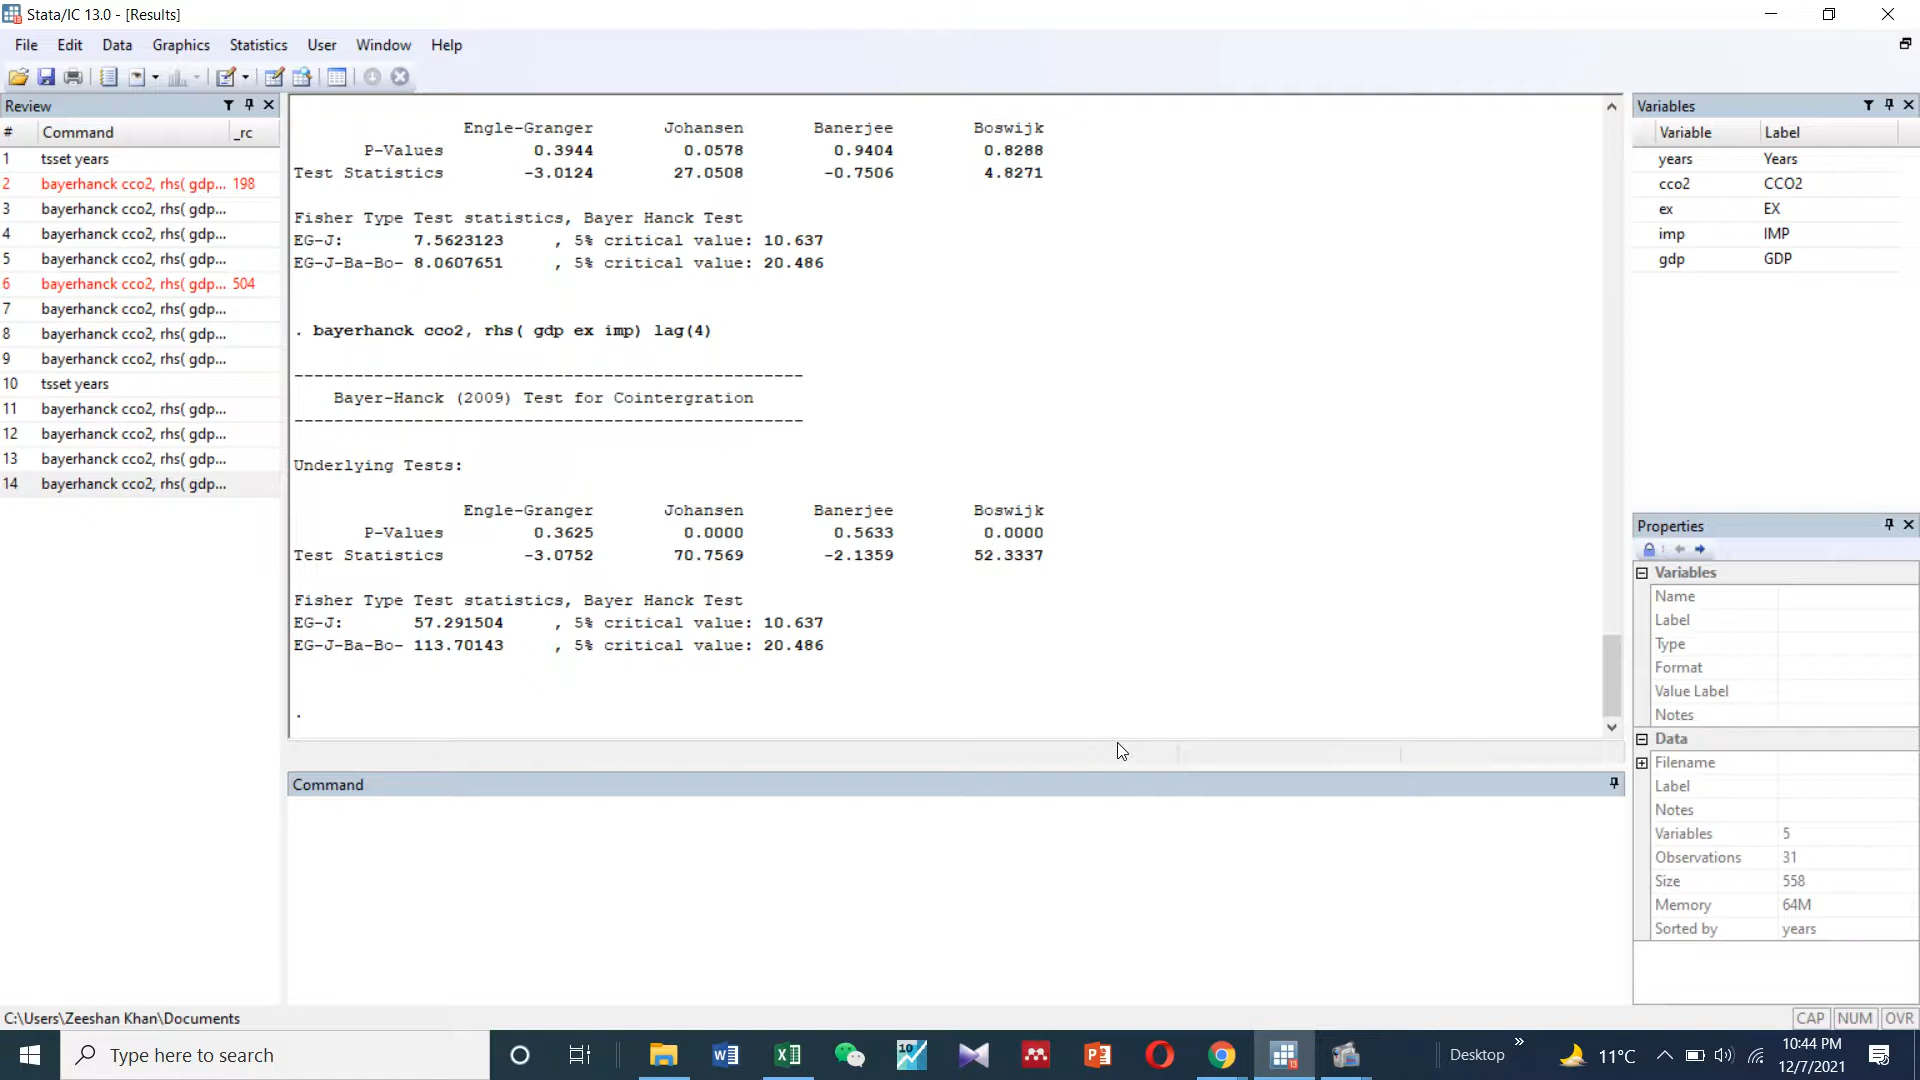 Stata/IC 13.0 - [Results]
File Edit Data Graphics Statistics User Window Help
Review
# Command _rc
1 tsset years
2 bayerhanck cco2, rhs( gdp... 198
3 bayerhanck cco2, rhs( gdp...
4 bayerhanck cco2, rhs( gdp...
5 bayerhanck cco2, rhs( gdp...
6 bayerhanck cco2, rhs( gdp... 504
7 bayerhanck cco2, rhs( gdp...
8 bayerhanck cco2, rhs( gdp...
9 bayerhanck cco2, rhs( gdp...
10 tsset years
11 bayerhanck cco2, rhs( gdp...
12 bayerhanck cco2, rhs( gdp...
13 bayerhanck cco2, rhs( gdp...
14 bayerhanck cco2, rhs( gdp...
Engle-Granger Johansen Banerjee Boswijk
P-Values 0.3944 0.0578 0.9404 0.8288
Test Statistics -3.0124 27.0508 -0.7506 4.8271
Fisher Type Test statistics, Bayer Hanck Test
EG-J: 7.5623123 , 5% critical value: 10.637
EG-J-Ba-Bo- 8.0607651 , 5% critical value: 20.486
. bayerhanck cco2, rhs( gdp ex imp) lag(4)
---------------------------------------------------
Bayer-Hanck (2009) Test for Cointergration
---------------------------------------------------
Underlying Tests:
Engle-Granger Johansen Banerjee Boswijk
P-Values 0.3625 0.0000 0.5633 0.0000
Test Statistics -3.0752 70.7569 -2.1359 52.3337
Fisher Type Test statistics, Bayer Hanck Test
EG-J: 57.291504 , 5% critical value: 10.637
EG-J-Ba-Bo- 113.70143 , 5% critical value: 20.486
.
Command
Variables
Variable Label
years Years
cco2 CCO2
ex EX
imp IMP
gdp GDP
Properties
Variables
Name
Label
Type
Format
Value Label
Notes
Data
Filename
Label
Notes
Variables 5
Observations 31
Size 558
Memory 64M
Sorted by years
C:\Users\Zeeshan Khan\Documents
CAP NUM OVR
Type here to search
10
Desktop
11°C
10:44 PM
12/7/2021